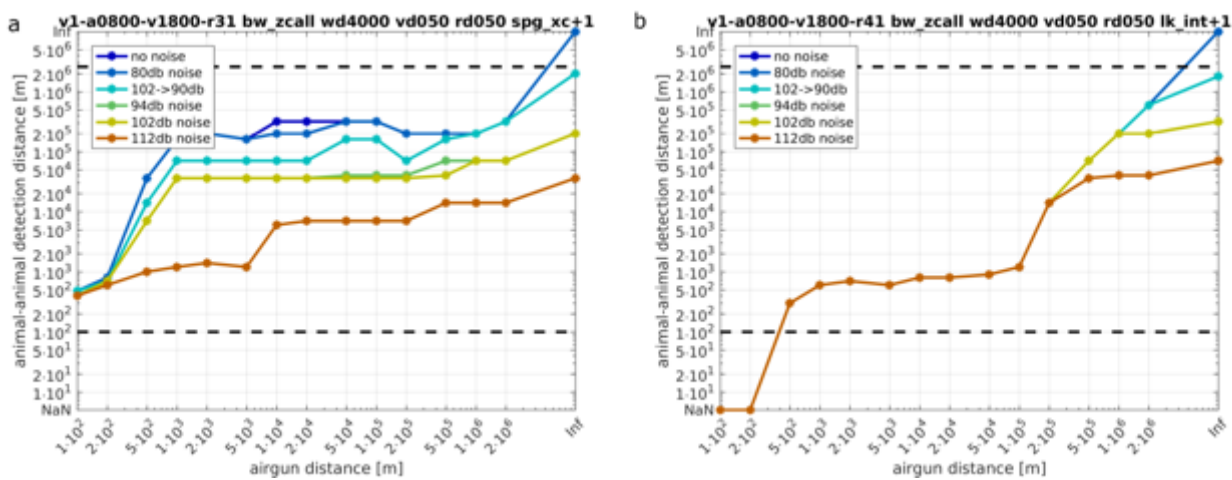 a
v1-a0800-v1800-r31 bw_zcall wd4000 vd050 rd050 spg_xc+1
animal-animal detection distance [m]
Inf
5·10⁶
2·10⁶
1·10⁶
5·10⁵
2·10⁵
1·10⁵
5·10⁴
2·10⁴
1·10⁴
5·10³
2·10³
1·10³
5·10²
2·10²
1·10²
5·10¹
2·10¹
1·10¹
NaN
no noise
80db noise
102->90db
94db noise
102db noise
112db noise
1·10² 2·10² 5·10² 1·10³ 2·10³ 5·10³ 1·10⁴ 2·10⁴ 5·10⁴ 1·10⁵ 2·10⁵ 5·10⁵ 1·10⁶ 2·10⁶ Inf
airgun distance [m]
b
v1-a0800-v1800-r41 bw_zcall wd4000 vd050 rd050 lk_int+1
animal-animal detection distance [m]
Inf
5·10⁶
2·10⁶
1·10⁶
5·10⁵
2·10⁵
1·10⁵
5·10⁴
2·10⁴
1·10⁴
5·10³
2·10³
1·10³
5·10²
2·10²
1·10²
5·10¹
2·10¹
1·10¹
NaN
no noise
80db noise
102->90db
94db noise
102db noise
112db noise
1·10² 2·10² 5·10² 1·10³ 2·10³ 5·10³ 1·10⁴ 2·10⁴ 5·10⁴ 1·10⁵ 2·10⁵ 5·10⁵ 1·10⁶ 2·10⁶ Inf
airgun distance [m]